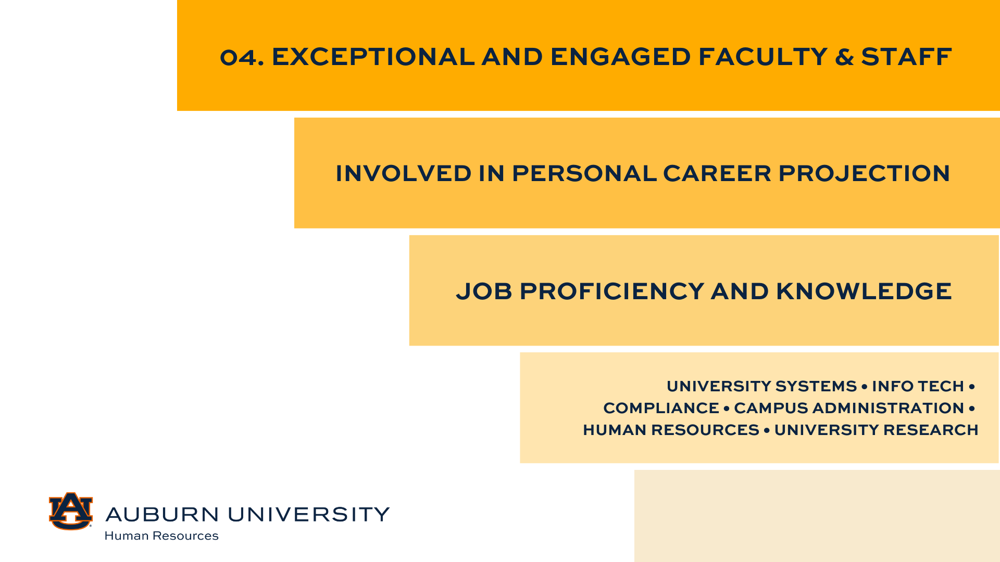 04. EXCEPTIONAL AND ENGAGED FACULTY & STAFF
INVOLVED IN PERSONAL CAREER PROJECTION
JOB PROFICIENCY AND KNOWLEDGE
UNIVERSITY SYSTEMS • INFO TECH •
COMPLIANCE • CAMPUS ADMINISTRATION •
HUMAN RESOURCES • UNIVERSITY RESEARCH
AU ®
AUBURN UNIVERSITY
Human Resources